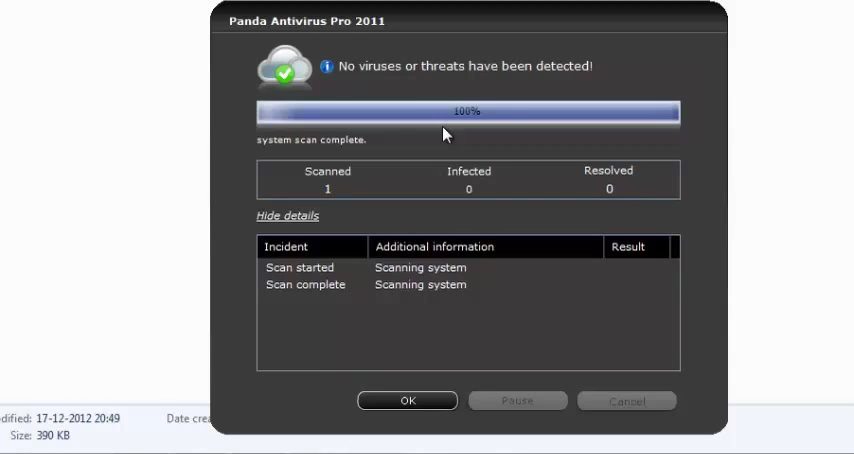 Panda Antivirus Pro 2011
No viruses or threats have been detected!
100%
system scan complete.
Scanned Infected Resolved
1 0 0
Hide details
Incident Additional information Result
Scan started Scanning system
Scan complete Scanning system
OK Pause Cancel
dified: 17-12-2012 20:49 Date crea
Size: 390 KB